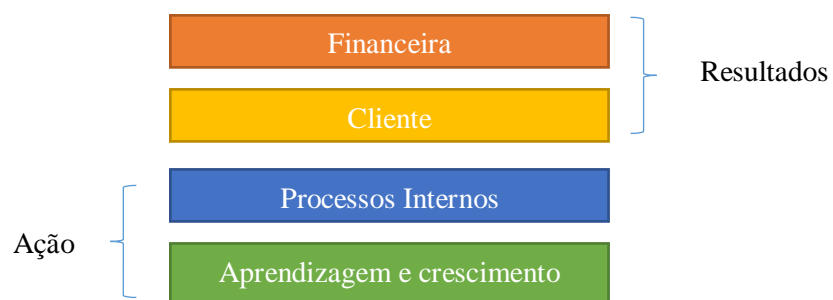 Financeira
Resultados
Cliente
Processos Internos
Ação
Aprendizagem e crescimento